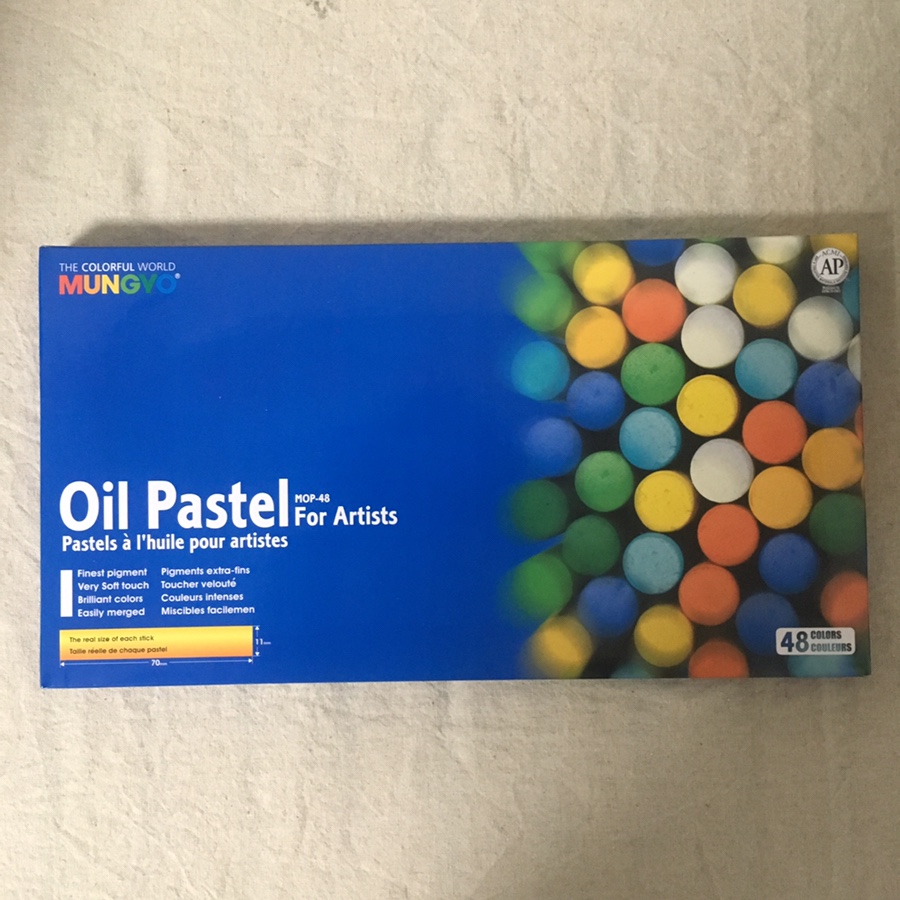 THE COLORFUL WORLD
MUNGYO®
ACMI
AP
Oil Pastel MOP-48 For Artists
Pastels à l'huile pour artistes
Finest pigment Pigments extra-fins
Very Soft touch Toucher velouté
Brilliant colors Couleurs intenses
Easily merged Miscibles facilemen
The real size of each stick
Taille réelle de chaque pastel
11mm
70mm
48 COLORS
COULEURS